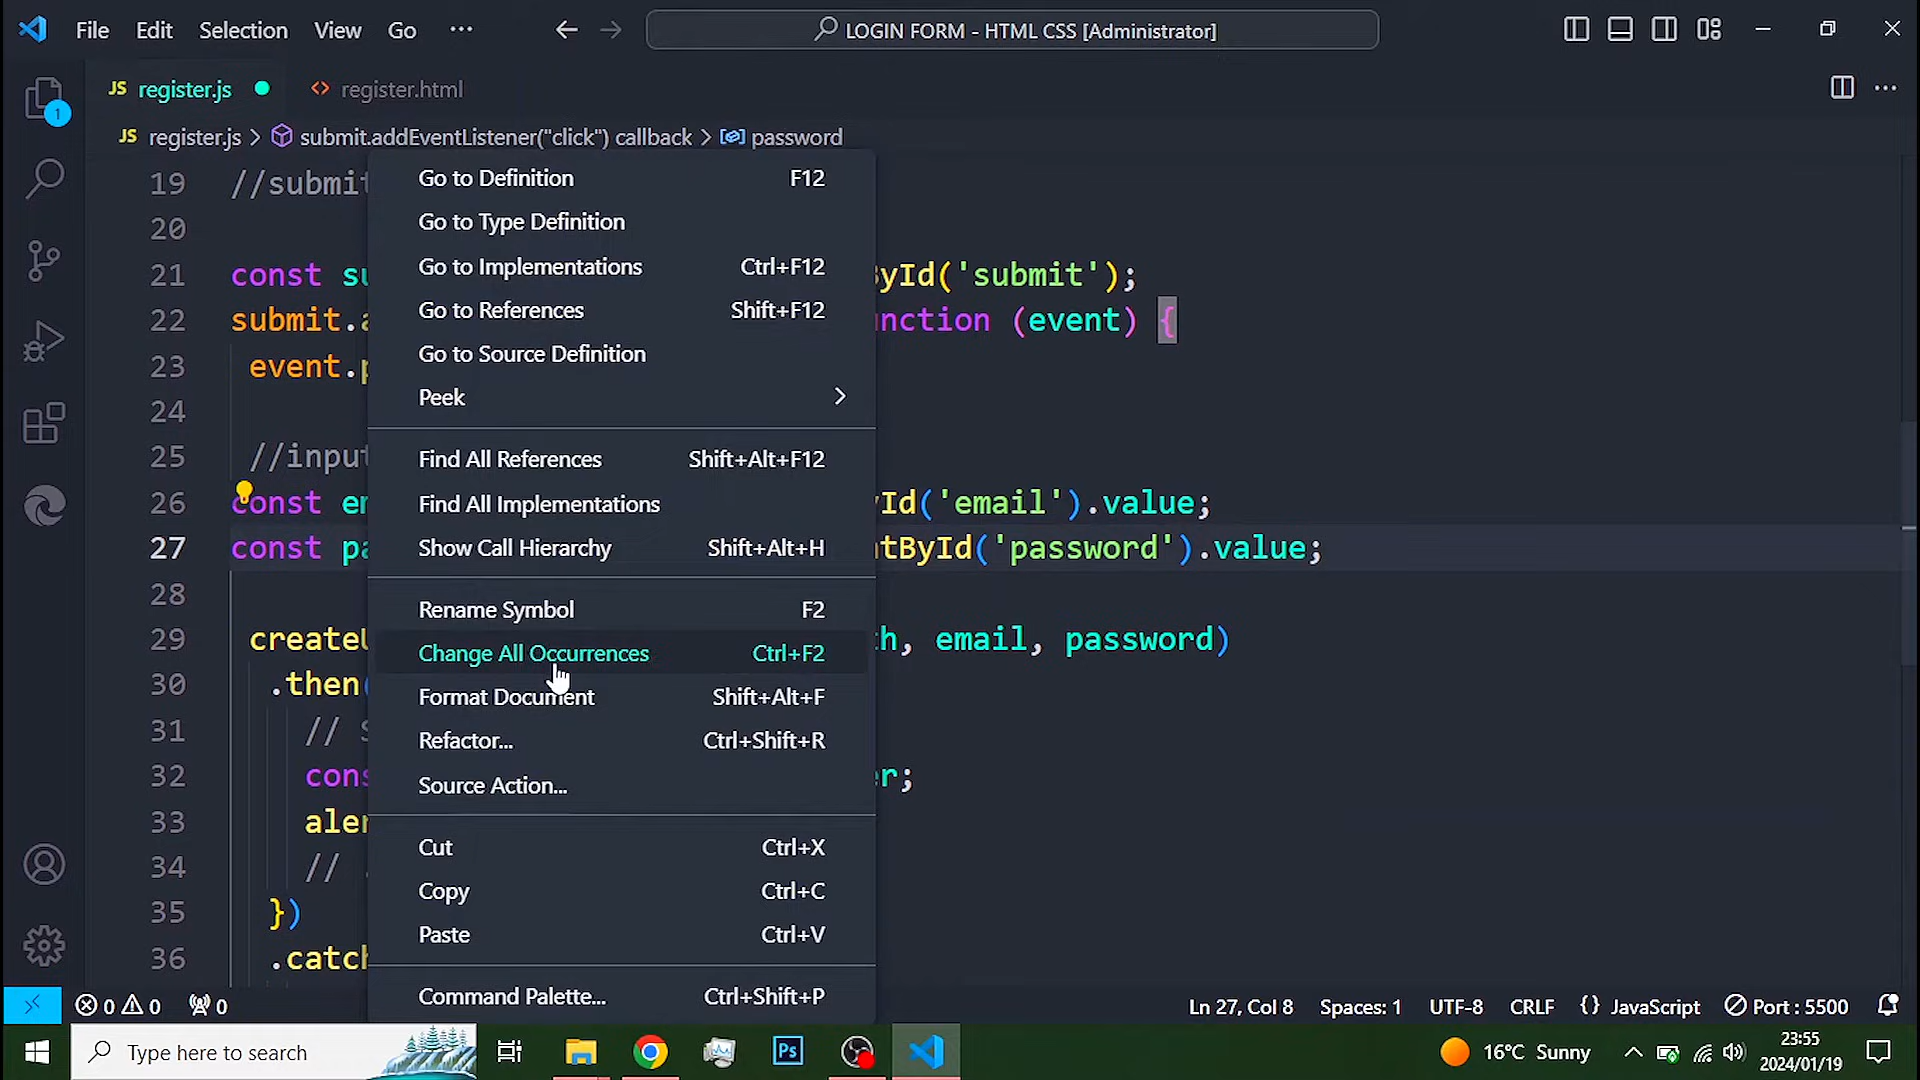 File Edit Selection View Go ··· LOGIN FORM - HTML CSS [Administrator]
JS register.js register.html
JS register.js > submit.addEventListener("click") callback > password
1
19 //submit
20
21 const su ById('submit');
22 submit.a nction (event) {
23 event.p
24
25 //input
26 const em Id('email').value;
27 const pa tById('password').value;
28
29 createU h, email, password)
30 .then(
31 // S
32 cons r;
33 aler
34 //
35 })
36 .catch
Go to Definition F12
Go to Type Definition
Go to Implementations Ctrl+F12
Go to References Shift+F12
Go to Source Definition
Peek
Find All References Shift+Alt+F12
Find All Implementations
Show Call Hierarchy Shift+Alt+H
Rename Symbol F2
Change All Occurrences Ctrl+F2
Format Document Shift+Alt+F
Refactor... Ctrl+Shift+R
Source Action...
Cut Ctrl+X
Copy Ctrl+C
Paste Ctrl+V
Command Palette... Ctrl+Shift+P
0 0 0 Ln 27, Col 8 Spaces: 1 UTF-8 CRLF {} JavaScript Port : 5500
Type here to search Ps 16°C Sunny 23:55
2024/01/19